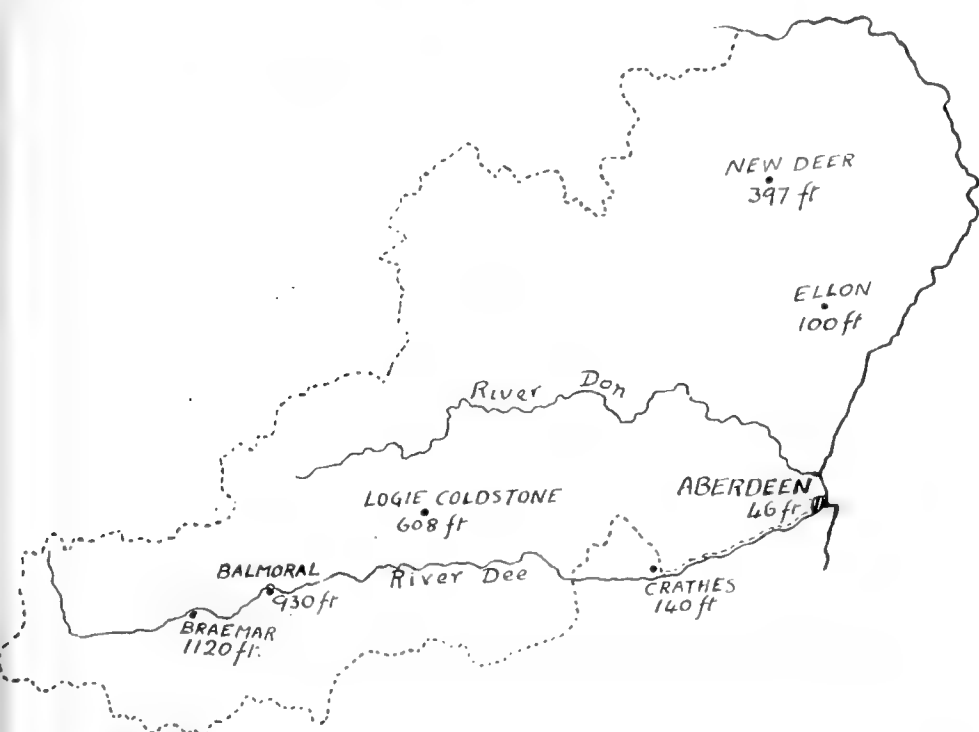 NEW DEER
397 ft
ELLON
100 ft
River Don
ABERDEEN
46 ft
LOGIE COLDSTONE
608 ft
BALMORAL
930 ft
River Dee
CRATHES
140 ft
BRAEMAR
1120 ft.